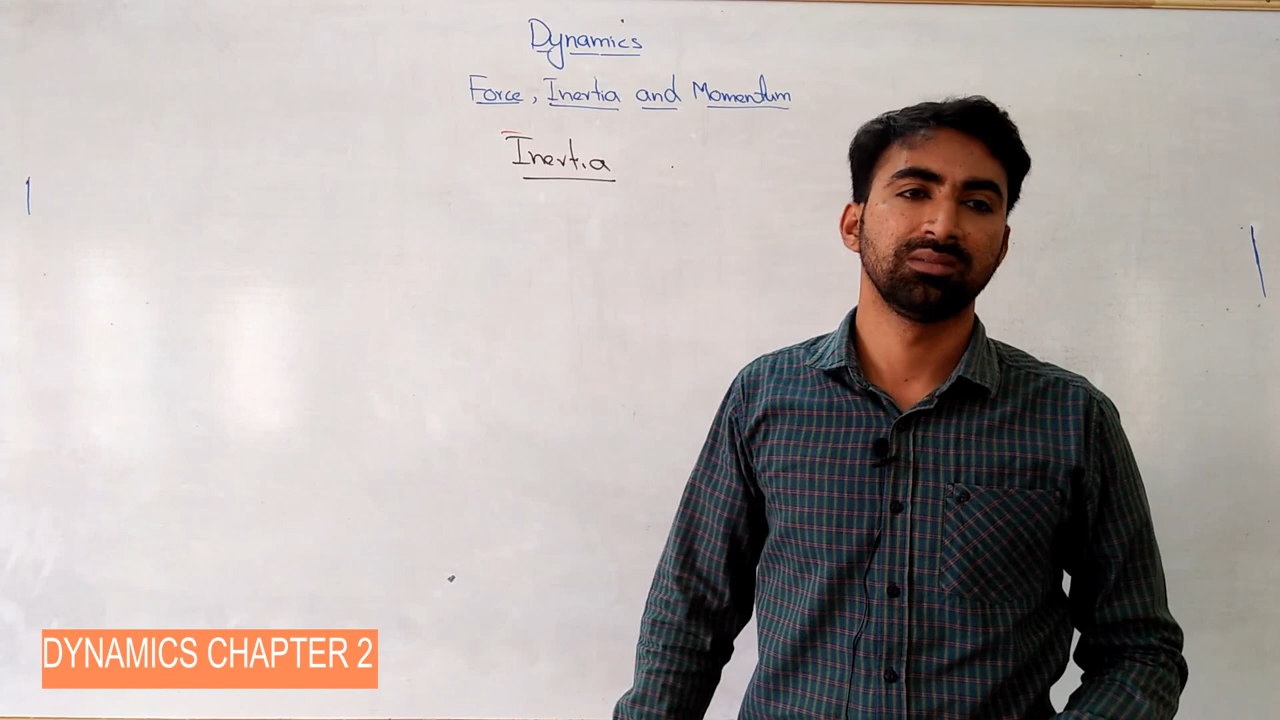 Dynamics
Force, Inertia and Momentum
Inertia
DYNAMICS CHAPTER 2